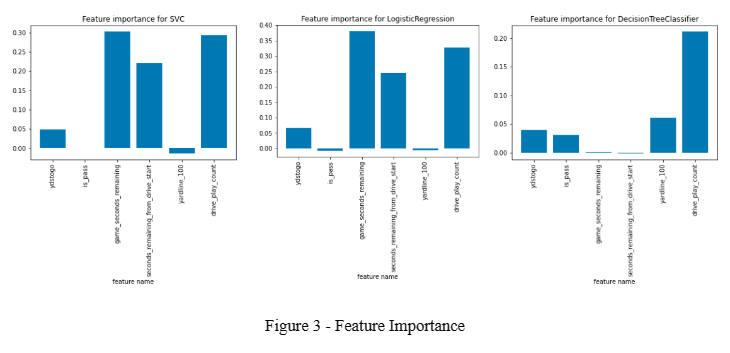 Feature importance for SVC
0.30
0.25
0.20
0.15
0.10
0.05
0.00
ydstogo
is_pass
game_seconds_remaining
seconds_remaining_from_drive_start
yardline_100
drive_play_count
feature name
Feature importance for LogisticRegression
0.40
0.35
0.30
0.25
0.20
0.15
0.10
0.05
0.00
ydstogo
is_pass
game_seconds_remaining
seconds_remaining_from_drive_start
yardline_100
drive_play_count
feature name
Feature importance for DecisionTreeClassifier
0.20
0.15
0.10
0.05
0.00
ydstogo
is_pass
game_seconds_remaining
seconds_remaining_from_drive_start
yardline_100
drive_play_count
feature name
Figure 3 - Feature Importance